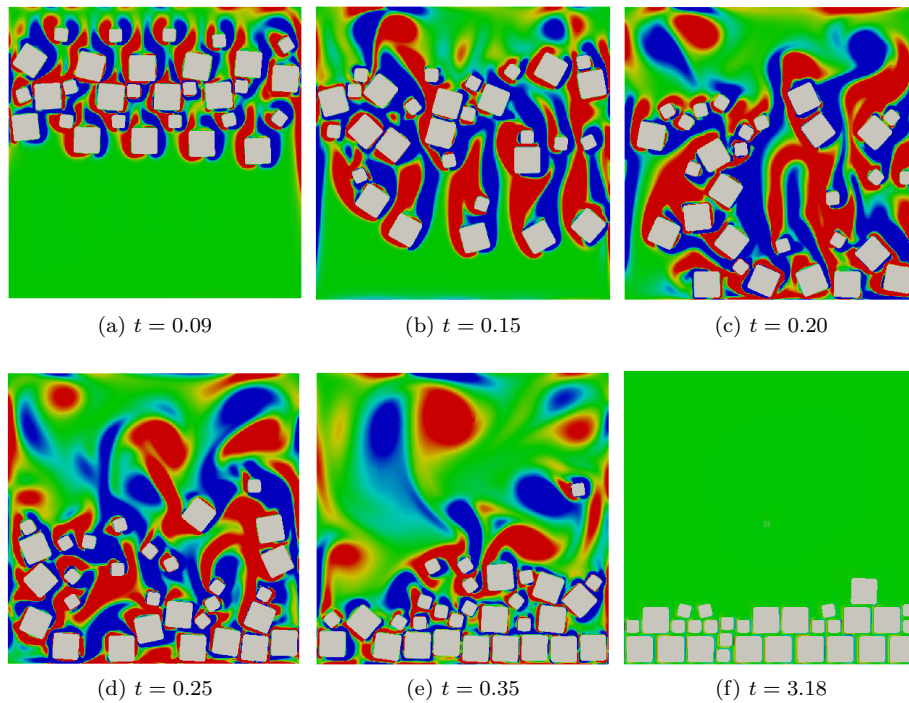 (a) t = 0.09
(b) t = 0.15
(c) t = 0.20
(d) t = 0.25
(e) t = 0.35
(f) t = 3.18